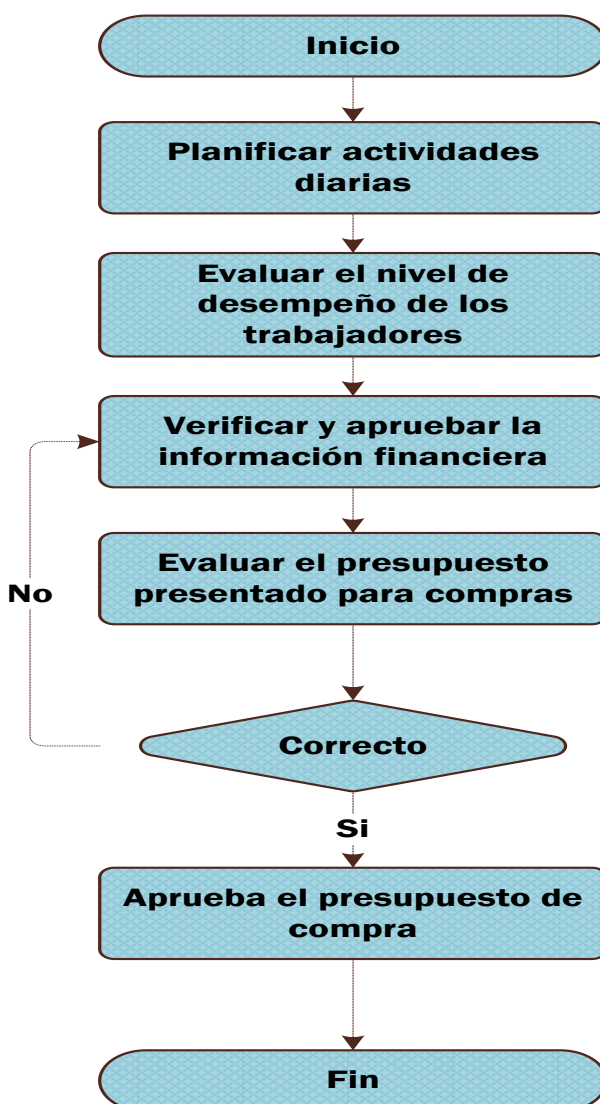 Inicio
Planificar actividades
diarias
Evaluar el nivel de
desempeño de los
trabajadores
Verificar y apruebar la
información financiera
Evaluar el presupuesto
presentado para compras
No
Correcto
Si
Aprueba el presupuesto de
compra
Fin